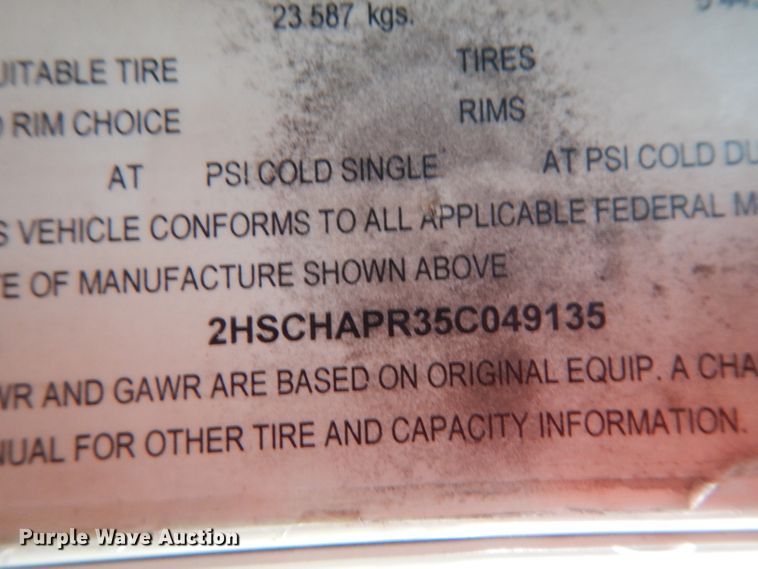 23 587 kgs.
UITABLE TIRE TIRES
RIM CHOICE RIMS
AT PSI COLD SINGLE AT PSI COLD DU
S VEHICLE CONFORMS TO ALL APPLICABLE FEDERAL M
TE OF MANUFACTURE SHOWN ABOVE
2HSCHAPR35C049135
WR AND GAWR ARE BASED ON ORIGINAL EQUIP. A CHA
NUAL FOR OTHER TIRE AND CAPACITY INFORMATION.
Purple Wave Auction